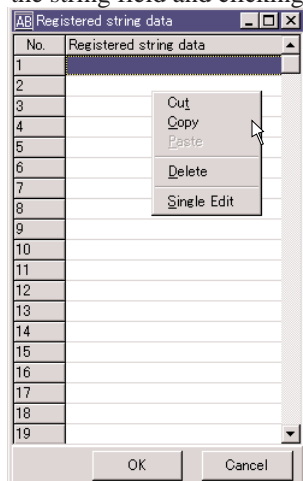 the string field and clicking
AB Registered string data
No. Registered string data
1
2
3
4
5
6
7
8
9
10
11
12
13
14
15
16
17
18
19
Cut
Copy
Paste
Delete
Single Edit
OK Cancel